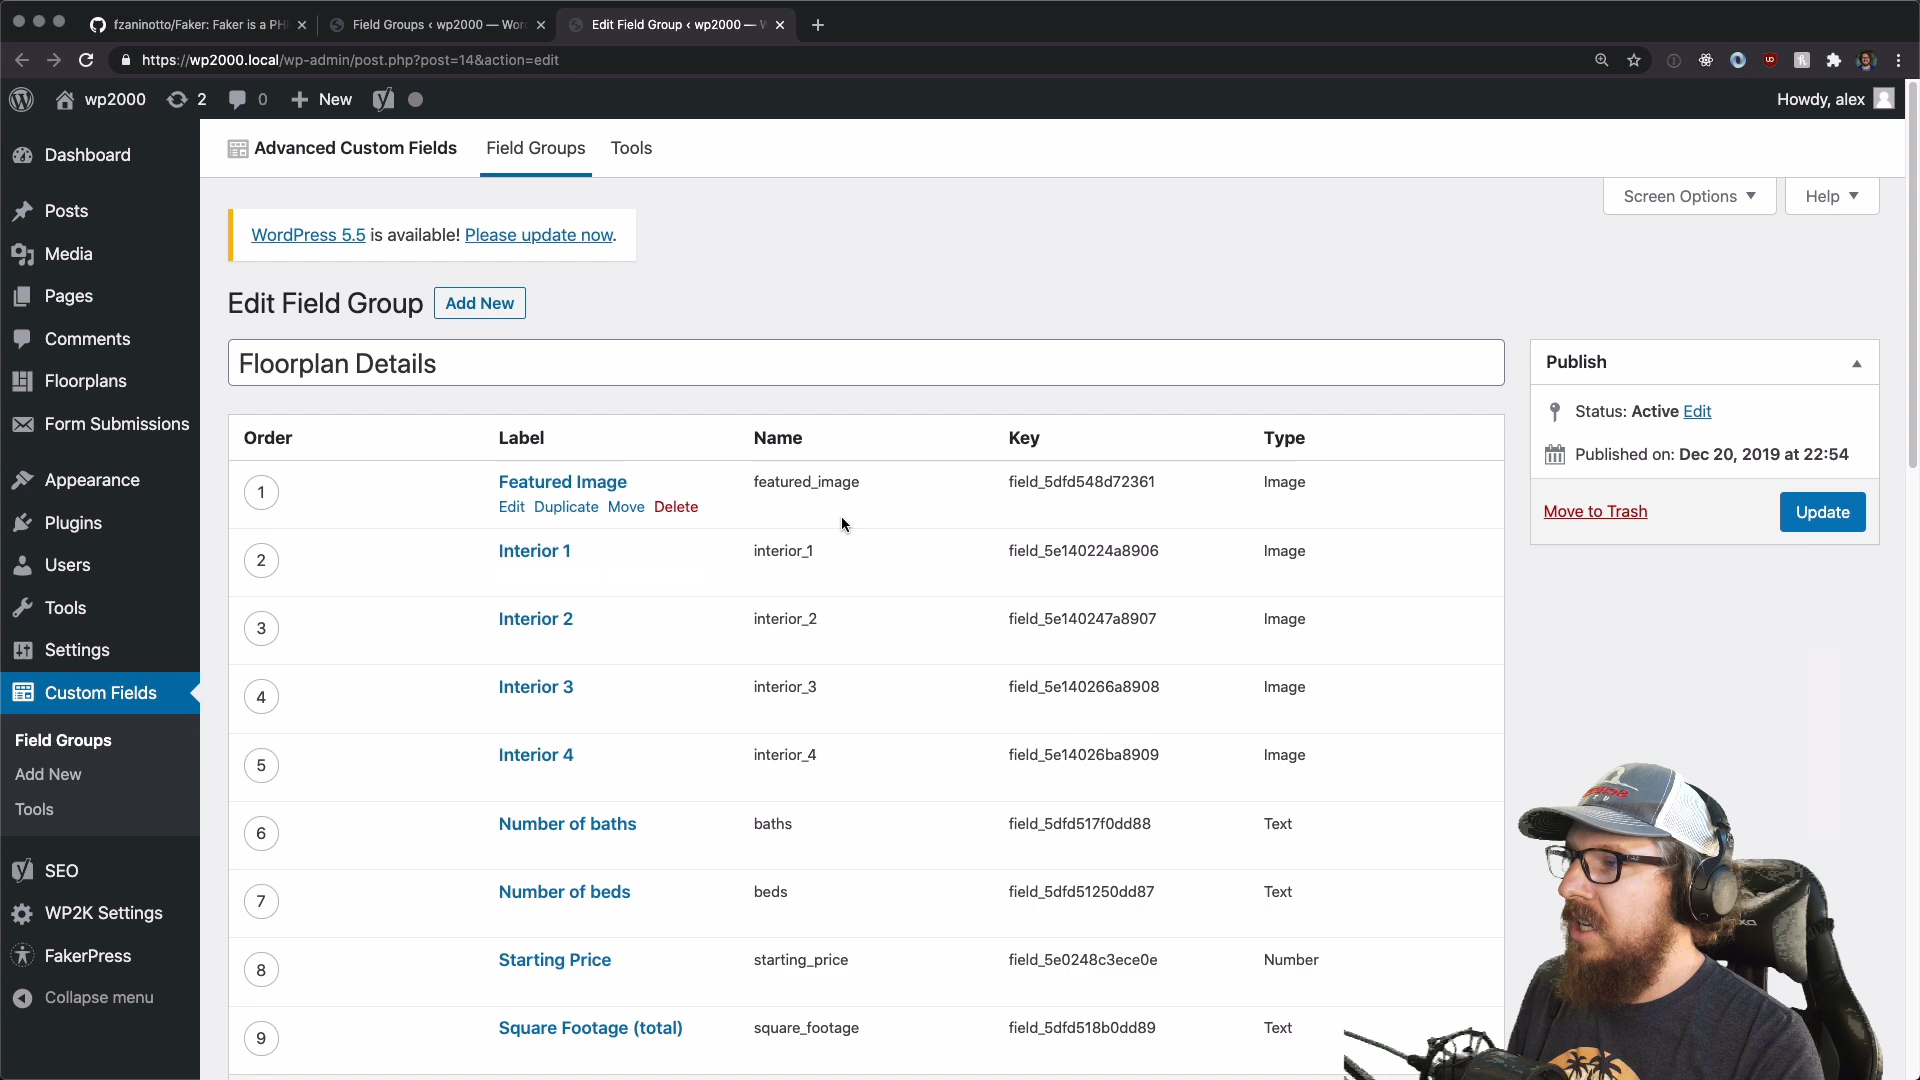 fzaninotto/Faker: Faker is a PH
Field Groups ‹ wp2000 — Wor
Edit Field Group ‹ wp2000 — W
https://wp2000.local/wp-admin/post.php?post=14&action=edit
wp2000
2
0
New
Howdy, alex
Dashboard
Posts
Media
Pages
Comments
Floorplans
Form Submissions
Appearance
Plugins
Users
Tools
Settings
Custom Fields
Field Groups
Add New
Tools
SEO
WP2K Settings
FakerPress
Collapse menu
Advanced Custom Fields
Field Groups
Tools
Screen Options
Help
WordPress 5.5 is available! Please update now.
Edit Field Group
Add New
Floorplan Details
Order Label Name Key Type
1 Featured Image featured_image field_5dfd548d72361 Image
Edit Duplicate Move Delete
2 Interior 1 interior_1 field_5e140224a8906 Image
3 Interior 2 interior_2 field_5e140247a8907 Image
4 Interior 3 interior_3 field_5e140266a8908 Image
5 Interior 4 interior_4 field_5e14026ba8909 Image
6 Number of baths baths field_5dfd517f0dd88 Text
7 Number of beds beds field_5dfd51250dd87 Text
8 Starting Price starting_price field_5e0248c3ece0e Number
9 Square Footage (total) square_footage field_5dfd518b0dd89 Text
Publish
Status: Active Edit
Published on: Dec 20, 2019 at 22:54
Move to Trash
Update